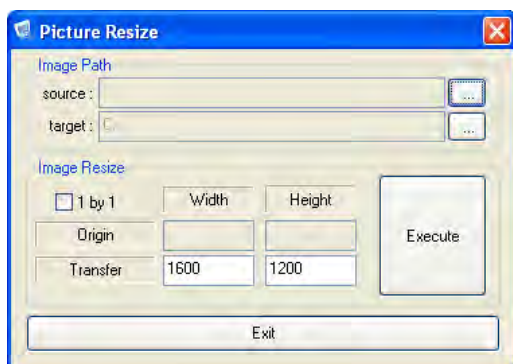 Picture Resize
Image Path
source :
...
target :
...
Image Resize
1 by 1
Width
Height
Origin
Execute
Transfer
1600
1200
Exit